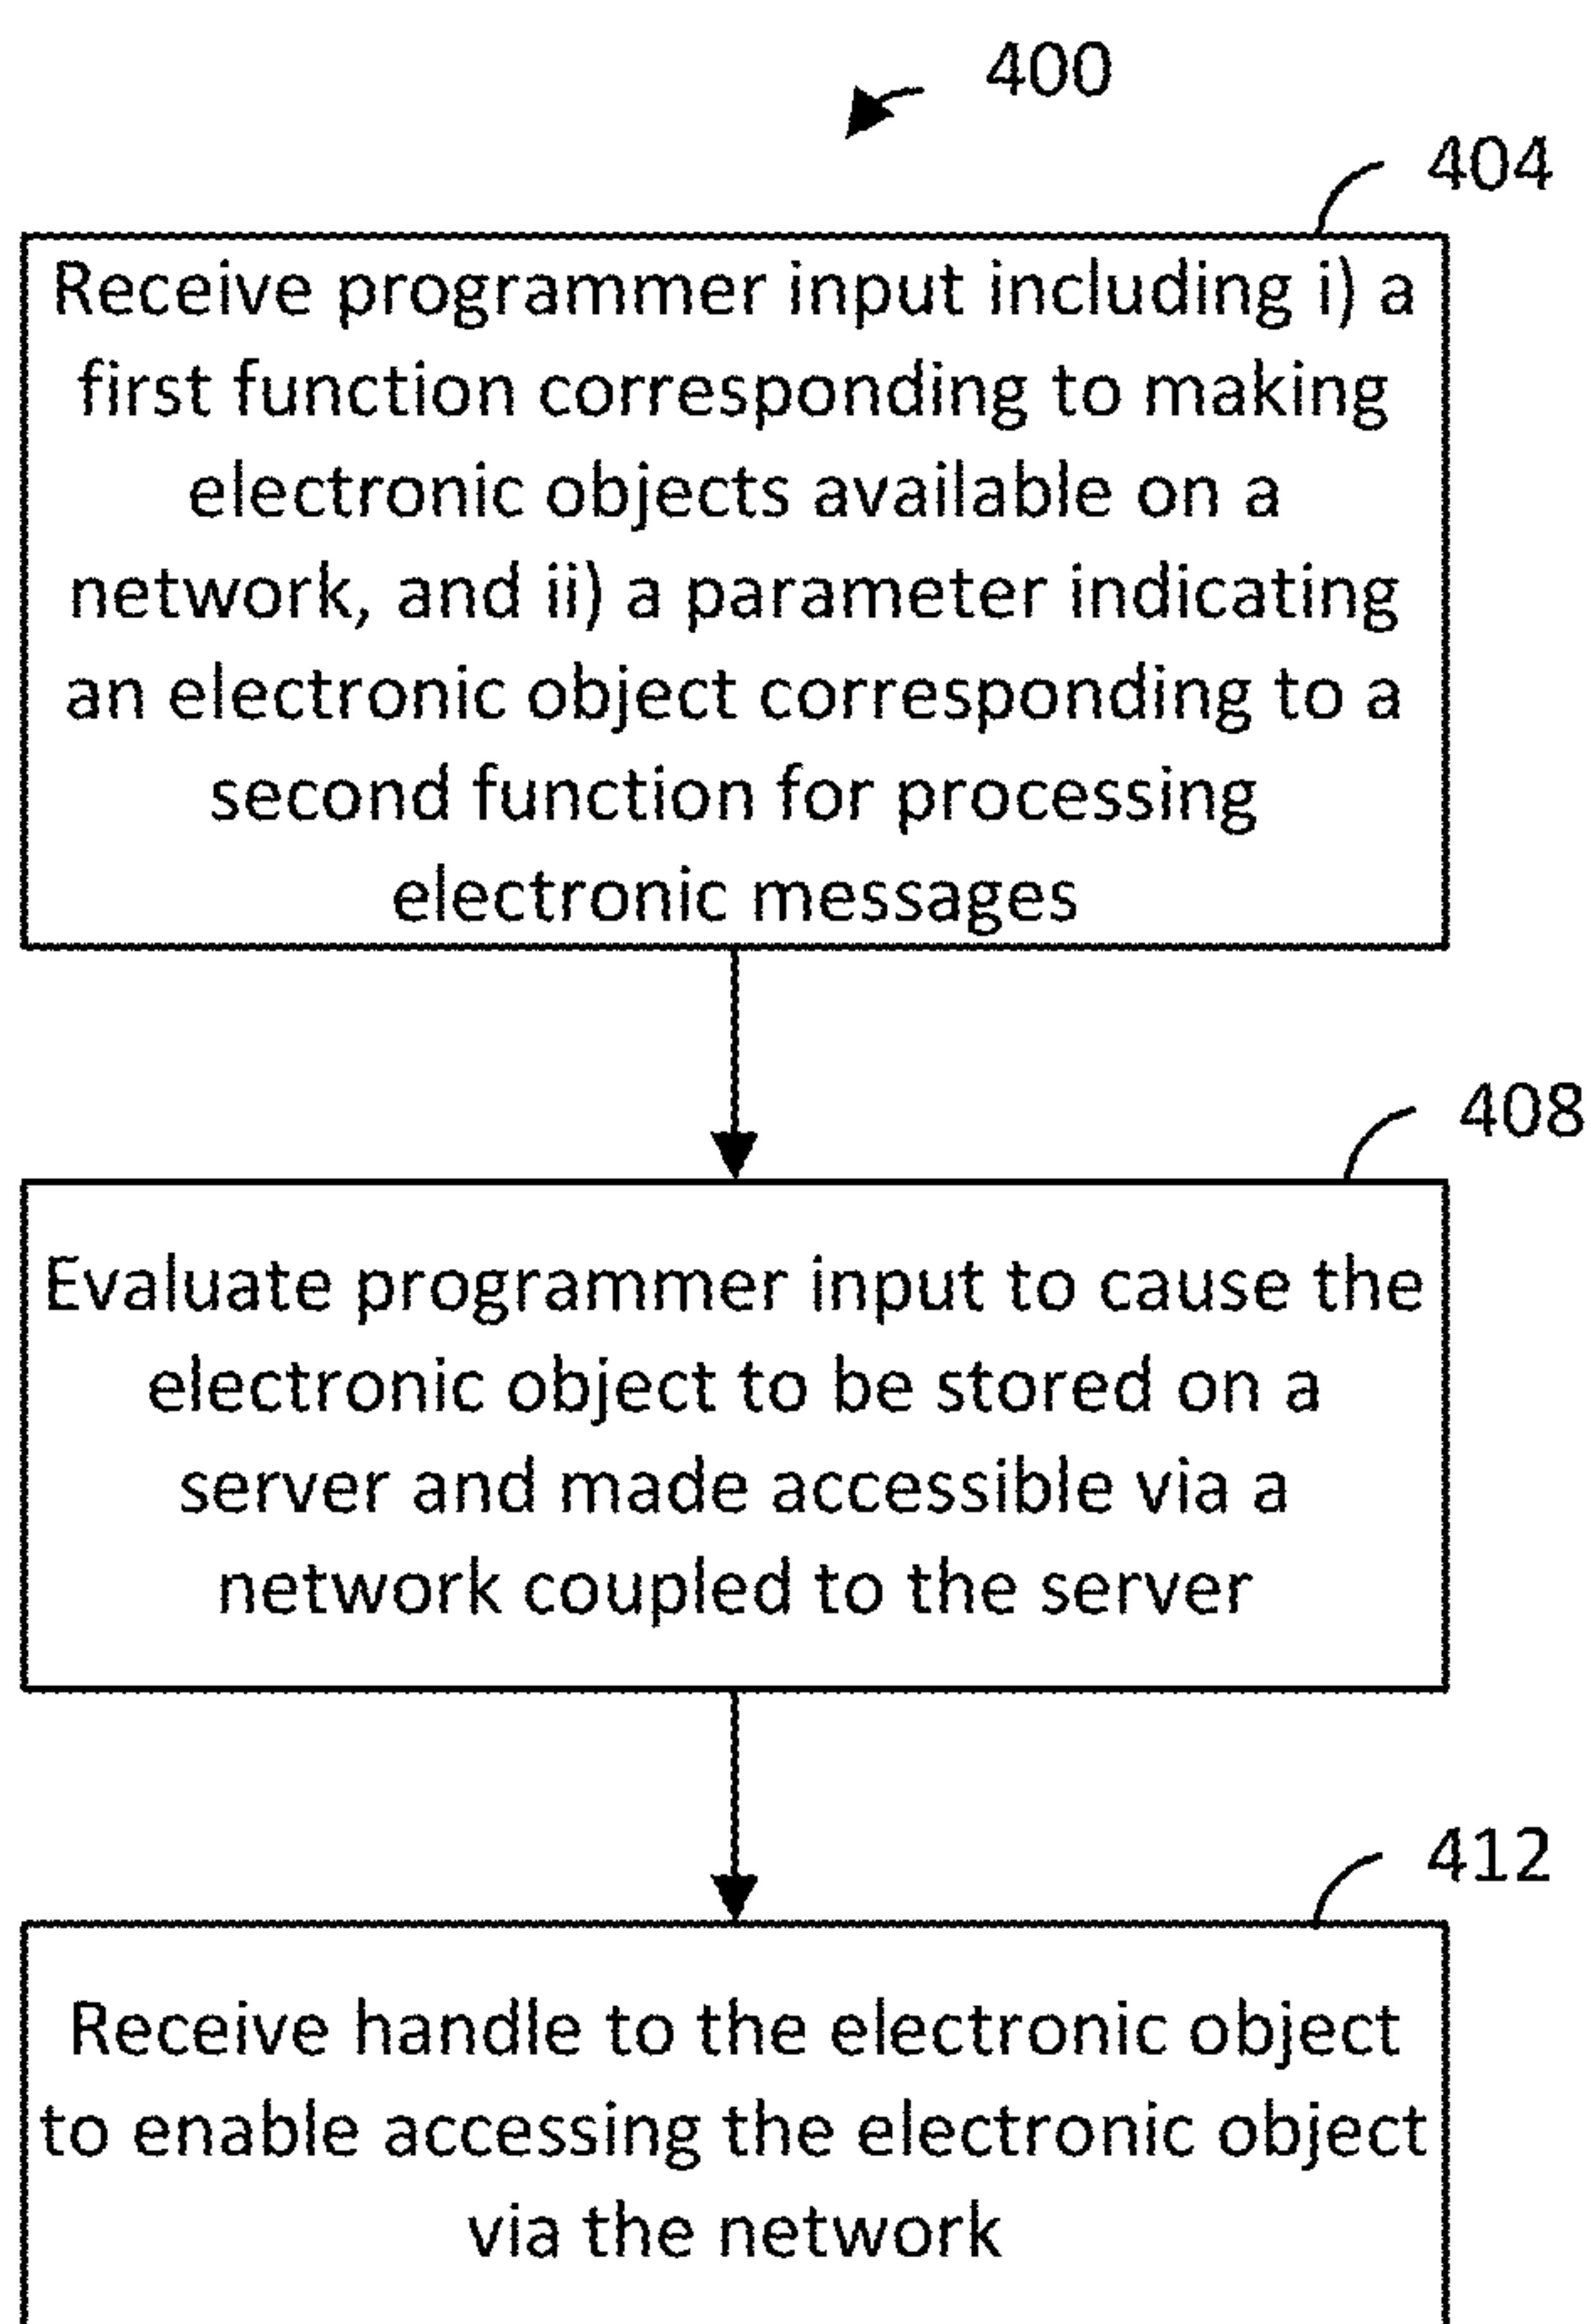 400
404
Receive programmer input including i) a
first function corresponding to making
electronic objects available on a
network, and ii) a parameter indicating
an electronic object corresponding to a
second function for processing
electronic messages
408
Evaluate programmer input to cause the
electronic object to be stored on a
server and made accessible via a
network coupled to the server
412
Receive handle to the electronic object
to enable accessing the electronic object
via the network